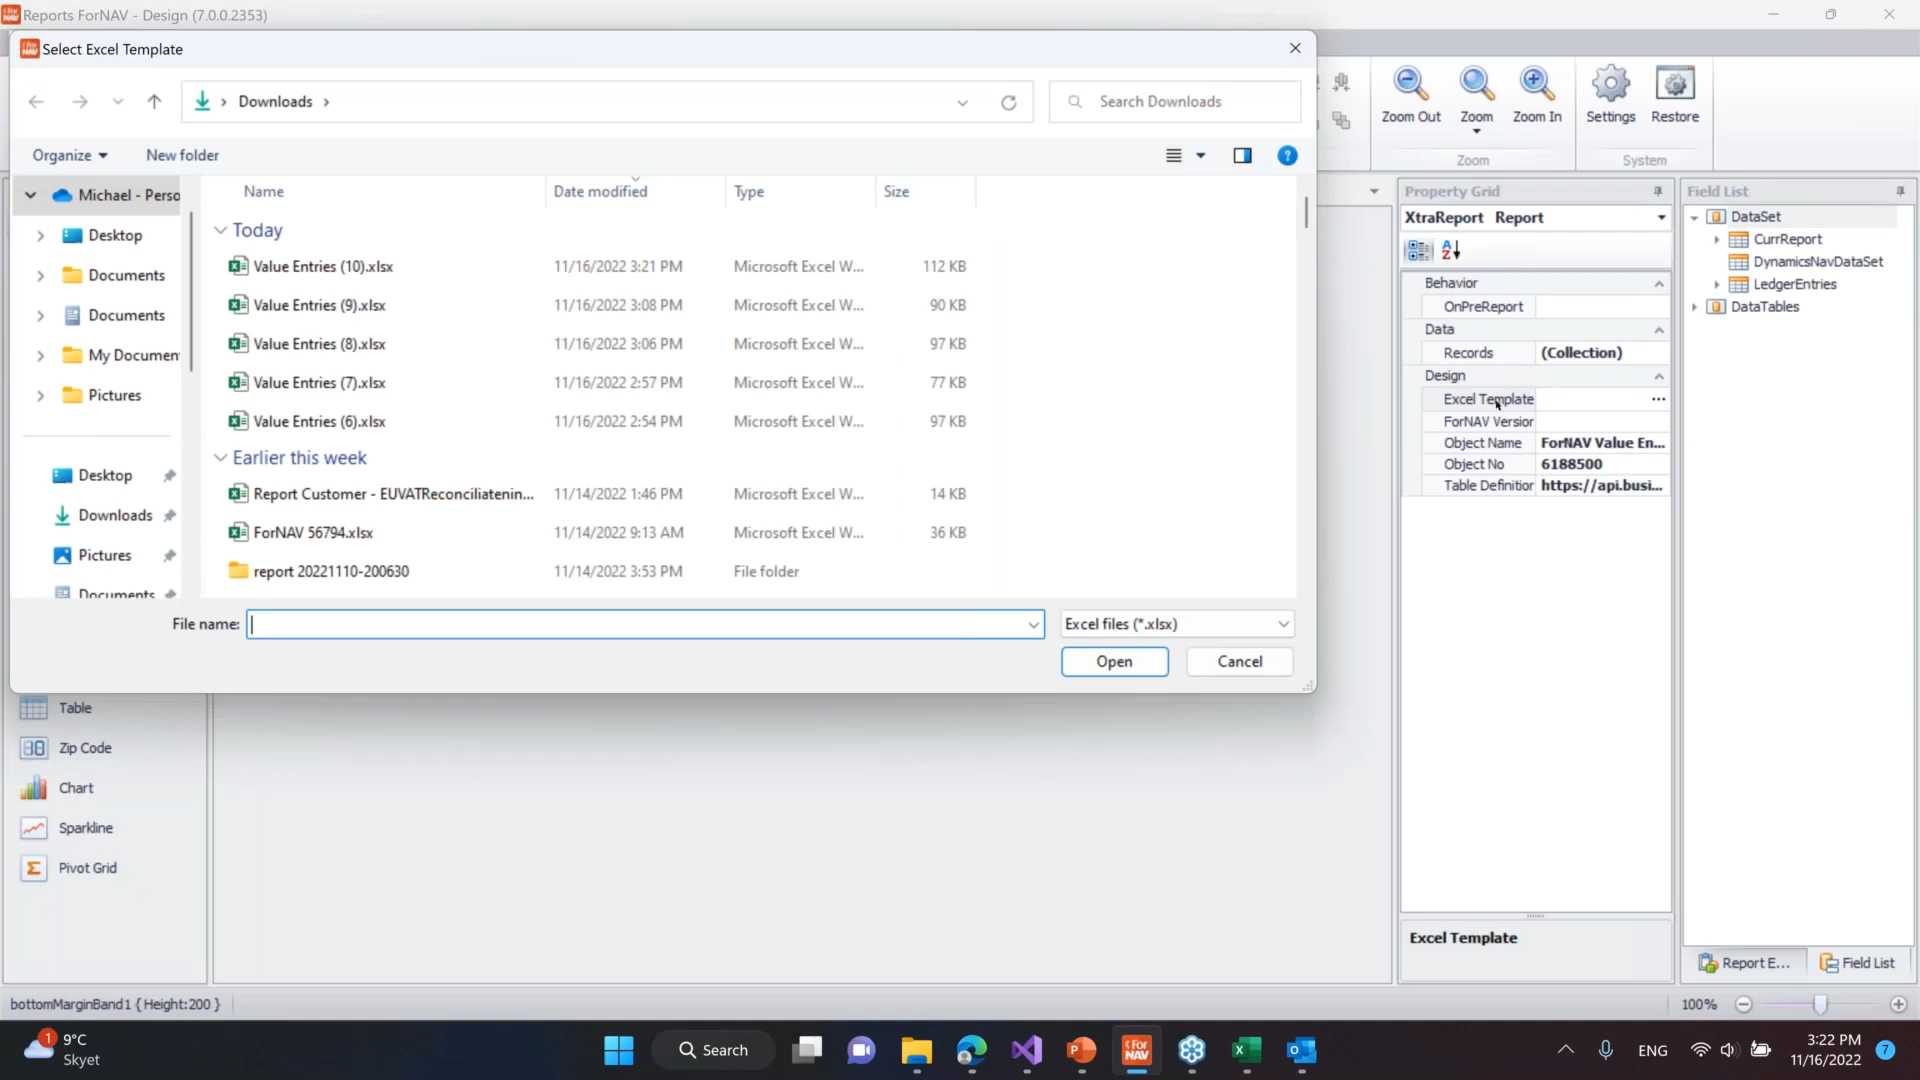 Reports ForNAV - Design (7.0.0.2353)
Select Excel Template
Downloads
Search Downloads
Organize
New folder
Michael - Perso
Desktop
Documents
Documents
My Documen
Pictures
Desktop
Downloads
Pictures
Documents
Name Date modified Type Size
Today
Value Entries (10).xlsx 11/16/2022 3:21 PM Microsoft Excel W... 112 KB
Value Entries (9).xlsx 11/16/2022 3:08 PM Microsoft Excel W... 90 KB
Value Entries (8).xlsx 11/16/2022 3:06 PM Microsoft Excel W... 97 KB
Value Entries (7).xlsx 11/16/2022 2:57 PM Microsoft Excel W... 77 KB
Value Entries (6).xlsx 11/16/2022 2:54 PM Microsoft Excel W... 97 KB
Earlier this week
Report Customer - EUVATReconciliatenin... 11/14/2022 1:46 PM Microsoft Excel W... 14 KB
ForNAV 56794.xlsx 11/14/2022 9:13 AM Microsoft Excel W... 36 KB
report 20221110-200630 11/14/2022 3:53 PM File folder
File name:
Excel files (*.xlsx)
Open
Cancel
Zoom Out
Zoom
Zoom In
Zoom
Settings
Restore
System
Property Grid
XtraReport Report
Behavior
OnPreReport
Data
Records (Collection)
Design
Excel Template ...
ForNAV Version
Object Name ForNAV Value En...
Object No 6188500
Table Definitior https://api.busi...
Excel Template
Field List
DataSet
CurrReport
DynamicsNavDataSet
LedgerEntries
DataTables
Report E...
Field List
Table
Zip Code
Chart
Sparkline
Pivot Grid
bottomMarginBand1 { Height:200 }
100%
1
9°C
Skyet
Search
For NAV
ENG
3:22 PM
11/16/2022
7